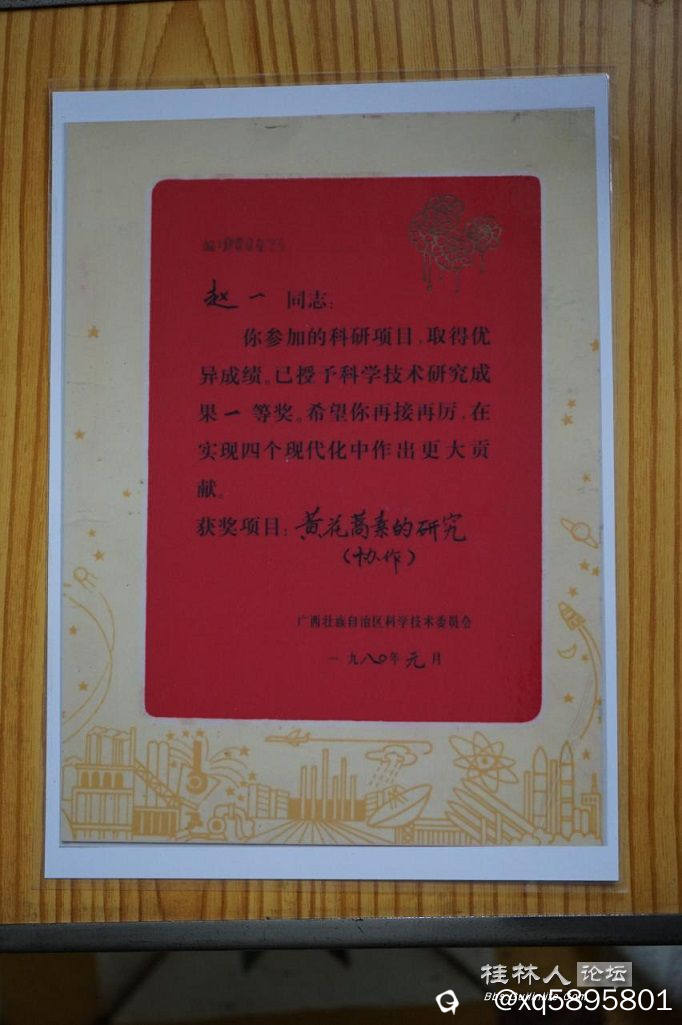 赵一 同志:
你参加的科研项目,取得优
异成绩。已授予科学技术研究成
果一等奖。希望你再接再厉,在
实现四个现代化中作出更大贡
献。
获奖项目:黄花蒿素的研究
(协作)
广西壮族自治区科学技术委员会
一九八〇年元月
桂林人论坛
@xq5895801